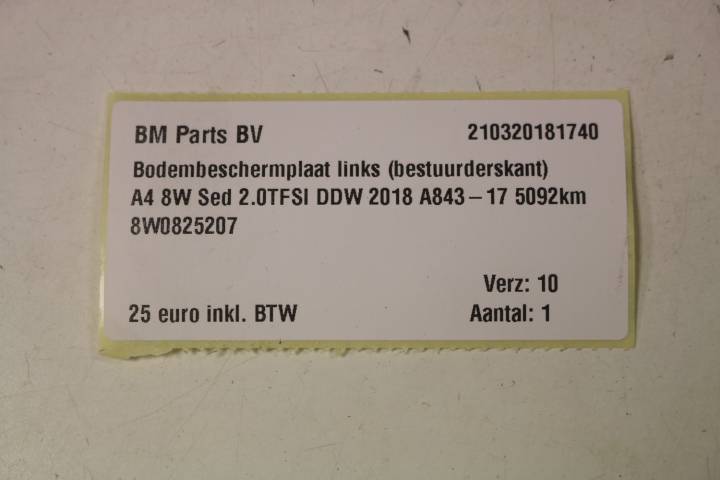 BM Parts BV 210320181740
Bodembeschermplaat links (bestuurderskant)
A4 8W Sed 2.0TFSI DDW 2018 A843-17 5092km
8W0825207
Verz: 10
25 euro inkl. BTW Aantal: 1